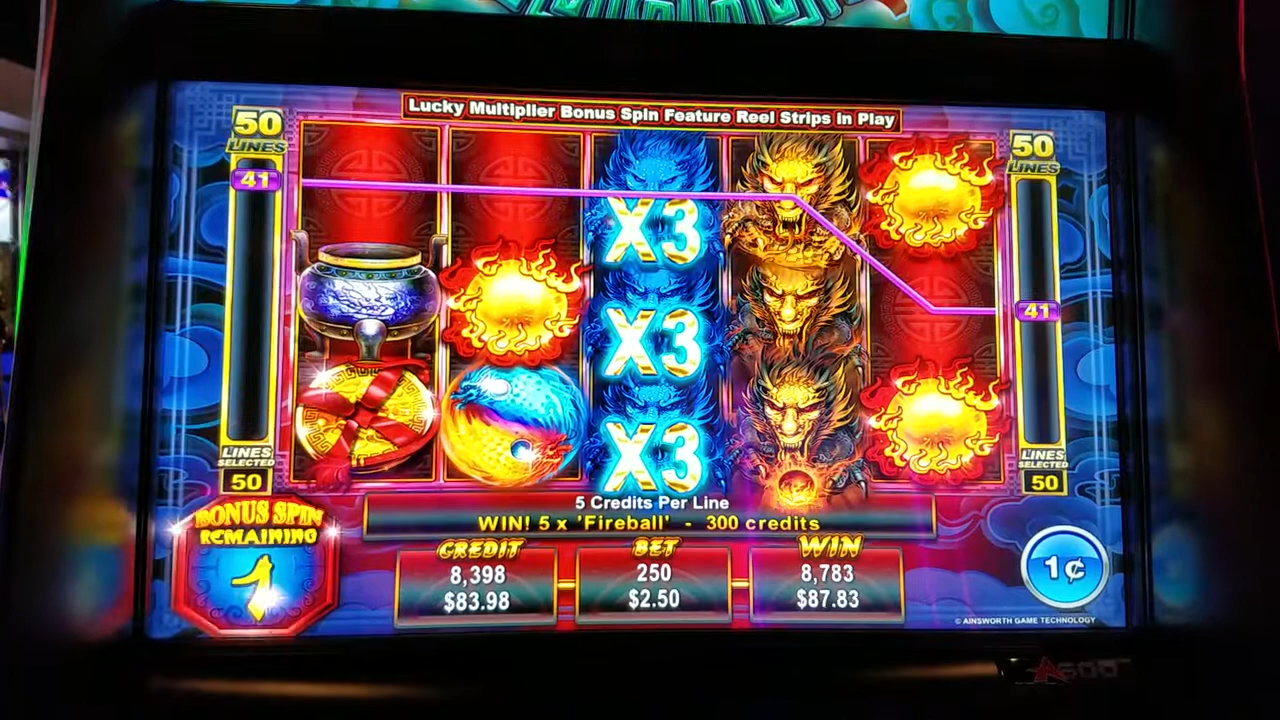 Lucky Multiplier Bonus Spin Feature Reel Strips In Play
50
LINES
41
50
LINES
41
X3
X3
X3
LINES
SELECTED
50
LINES
SELECTED
50
5 Credits Per Line
WIN! 5 x 'Fireball' - 300 credits
BONUS SPIN
REMAINING
1
CREDIT
8,398
$83.98
BET
250
$2.50
WIN
8,783
$87.83
1¢
© AINSWORTH GAME TECHNOLOGY
A600